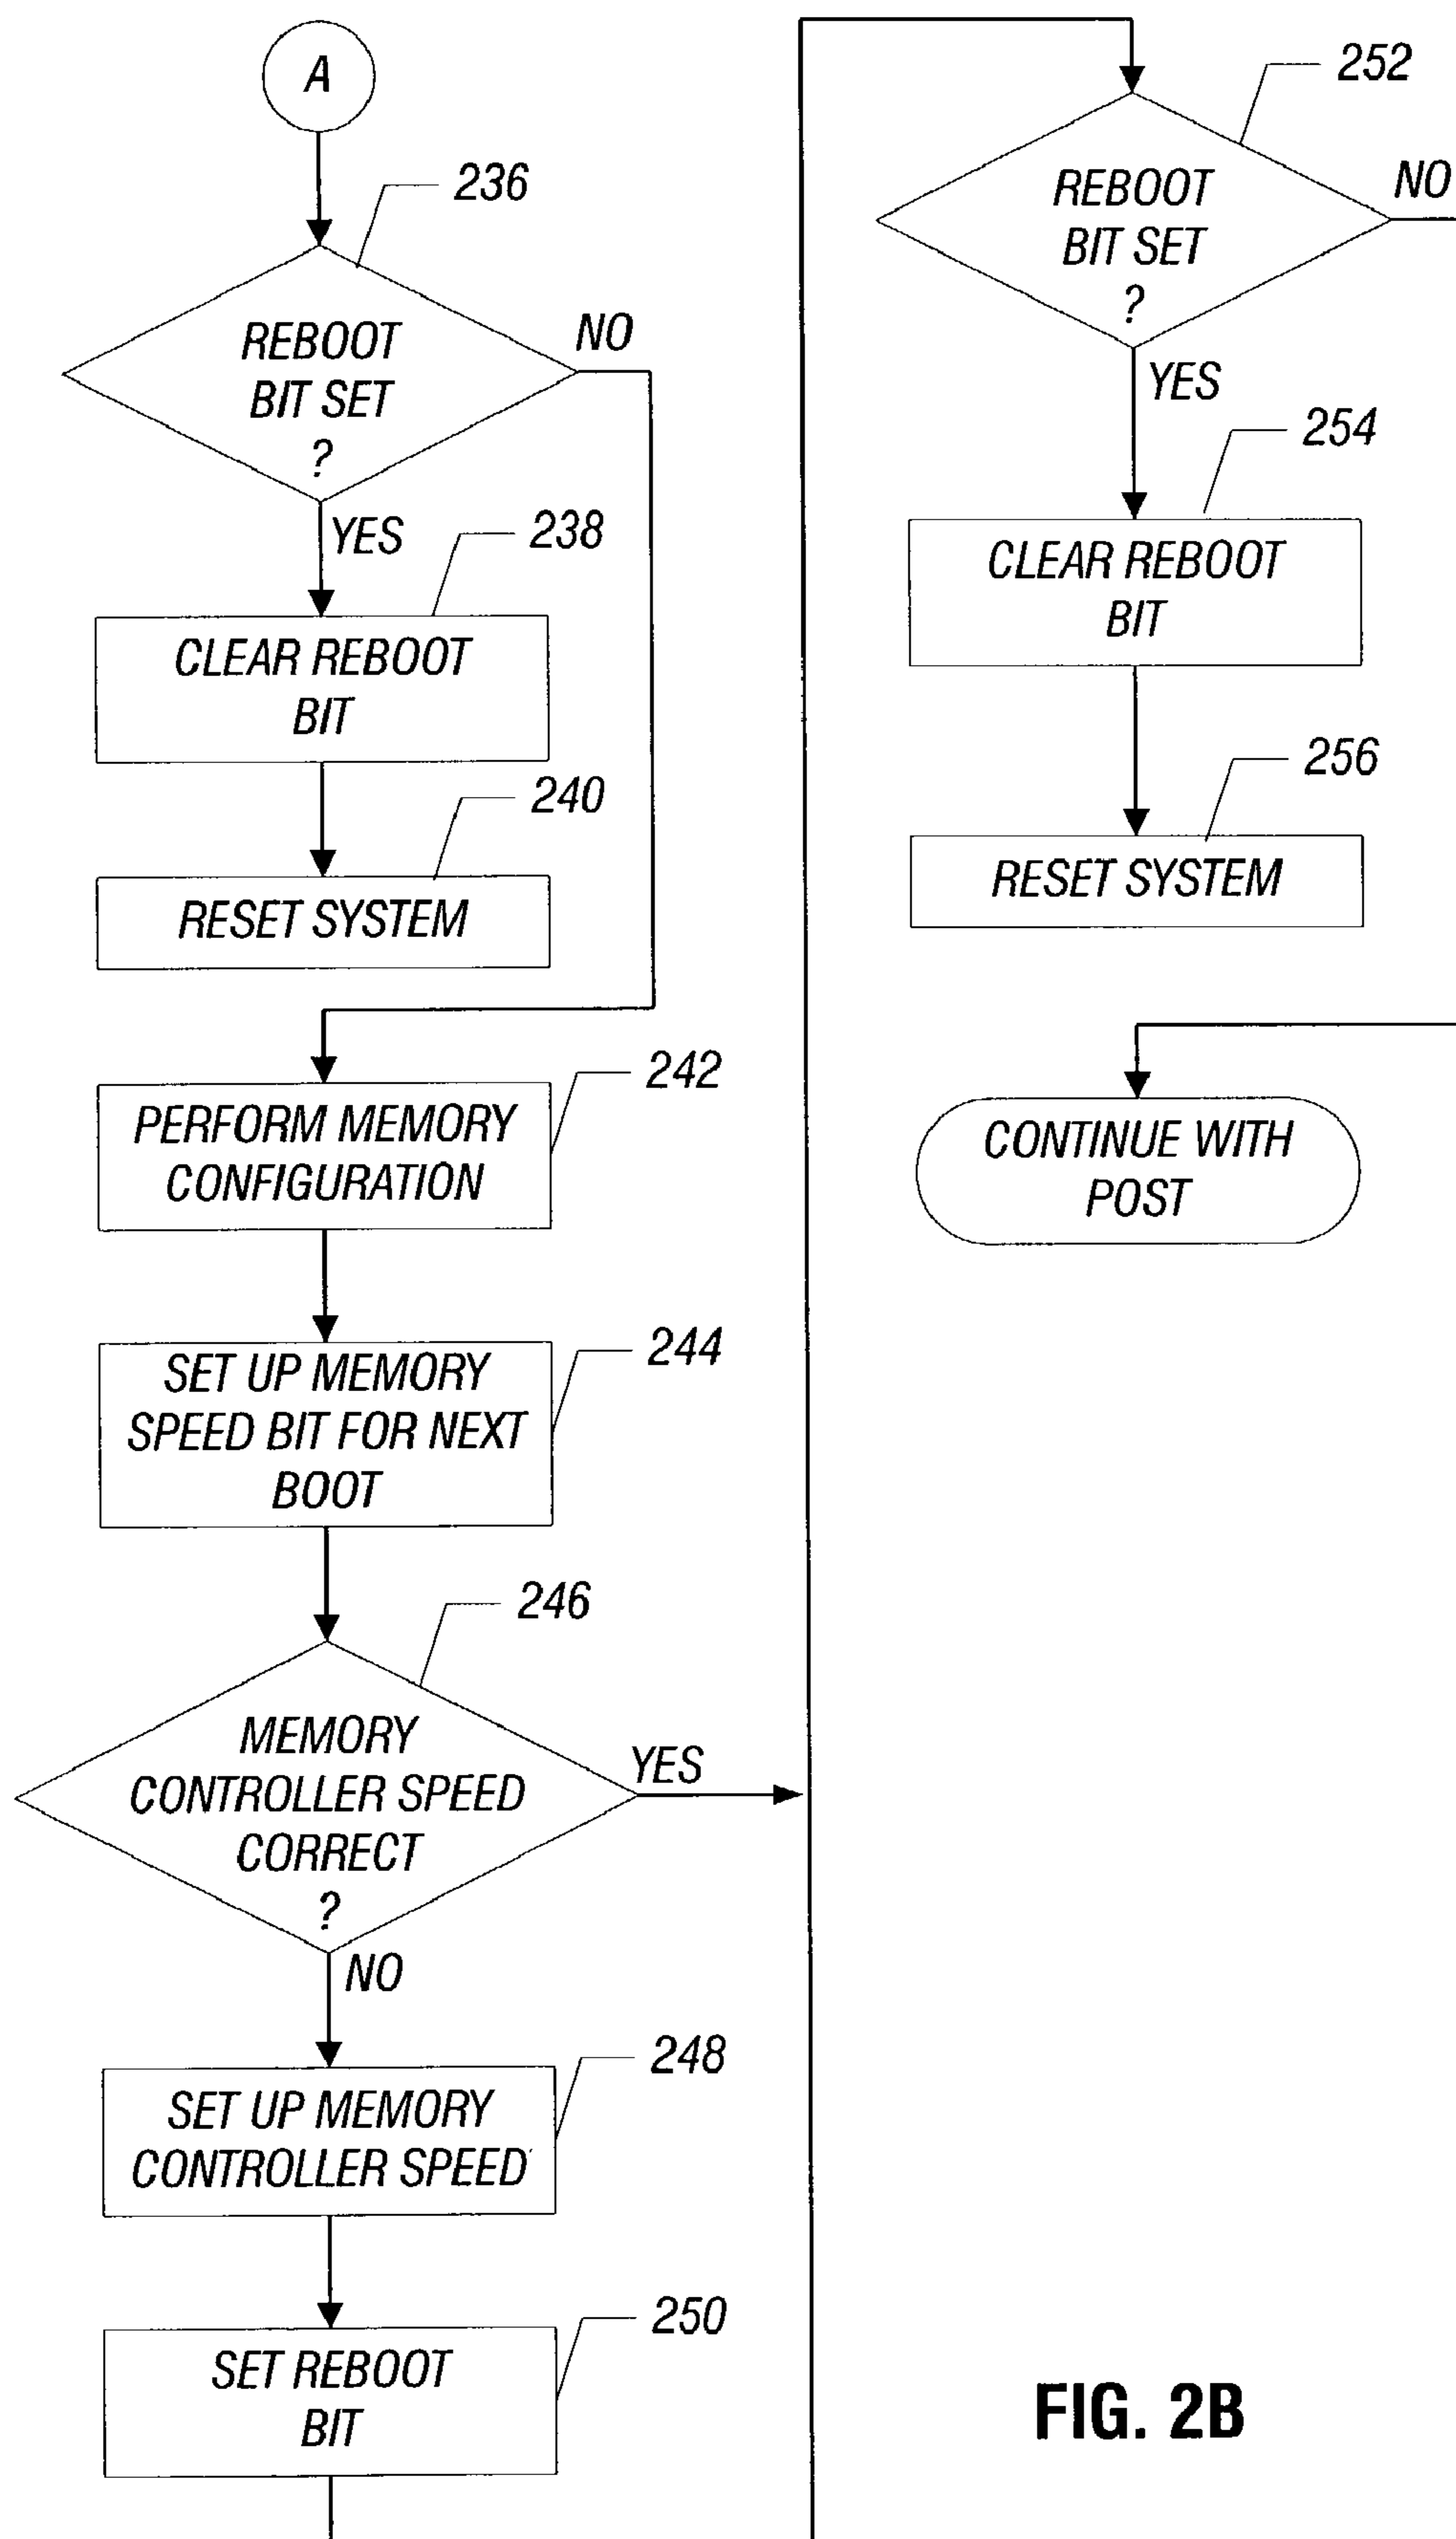 A
236
REBOOT
BIT SET
?
NO
YES
238
CLEAR REBOOT
BIT
240
RESET SYSTEM
242
PERFORM MEMORY
CONFIGURATION
244
SET UP MEMORY
SPEED BIT FOR NEXT
BOOT
246
MEMORY
CONTROLLER SPEED
CORRECT
?
YES
NO
248
SET UP MEMORY
CONTROLLER SPEED
250
SET REBOOT
BIT
252
REBOOT
BIT SET
?
NO
YES
254
CLEAR REBOOT
BIT
256
RESET SYSTEM
CONTINUE WITH
POST
FIG. 2B